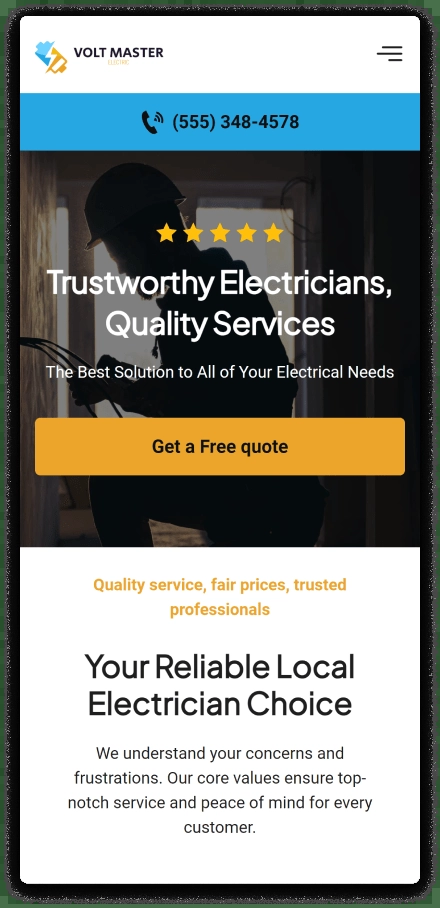 VOLT MASTER
ELECTRIC
(555) 348-4578
Trustworthy Electricians,
Quality Services
The Best Solution to All of Your Electrical Needs
Get a Free quote
Quality service, fair prices, trusted
professionals
Your Reliable Local
Electrician Choice
We understand your concerns and
frustrations. Our core values ensure top-
notch service and peace of mind for every
customer.